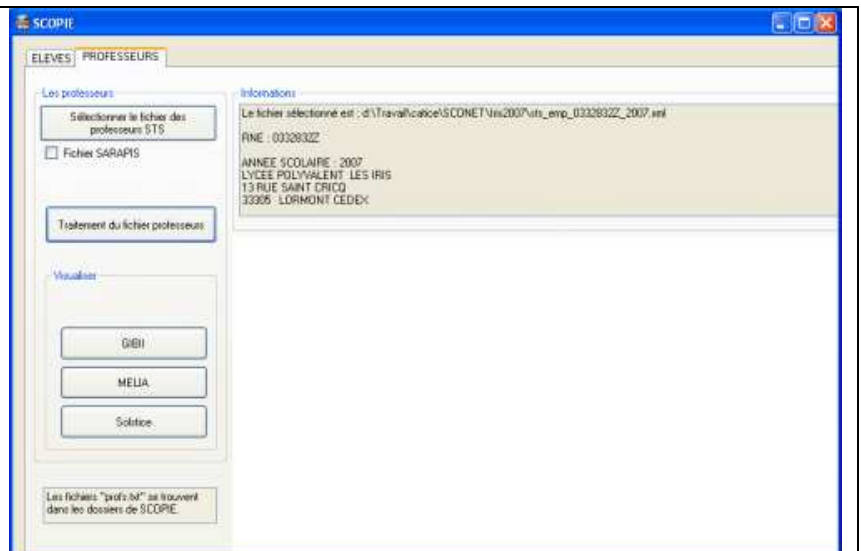 SCOPIE
ELEVES PROFESSEURS
Les professeurs
Sélectionner le fichier des
professeurs STS
Fichier SARAPIS
Traitement du fichier professeurs
Visualiser
GIBII
MELIA
Solstice
Les fichiers "profs.txt" se trouvent
dans les dossiers de SCOPIE.
Informations
Le fichier sélectionné est : d:\Travail\catice\SCONET\Iris2007\sts_emp_0332832Z_2007.xml
RNE : 0332832Z
ANNEE SCOLAIRE : 2007
LYCEE POLYVALENT LES IRIS
13 RUE SAINT CRICQ
33305 LORMONT CEDEX